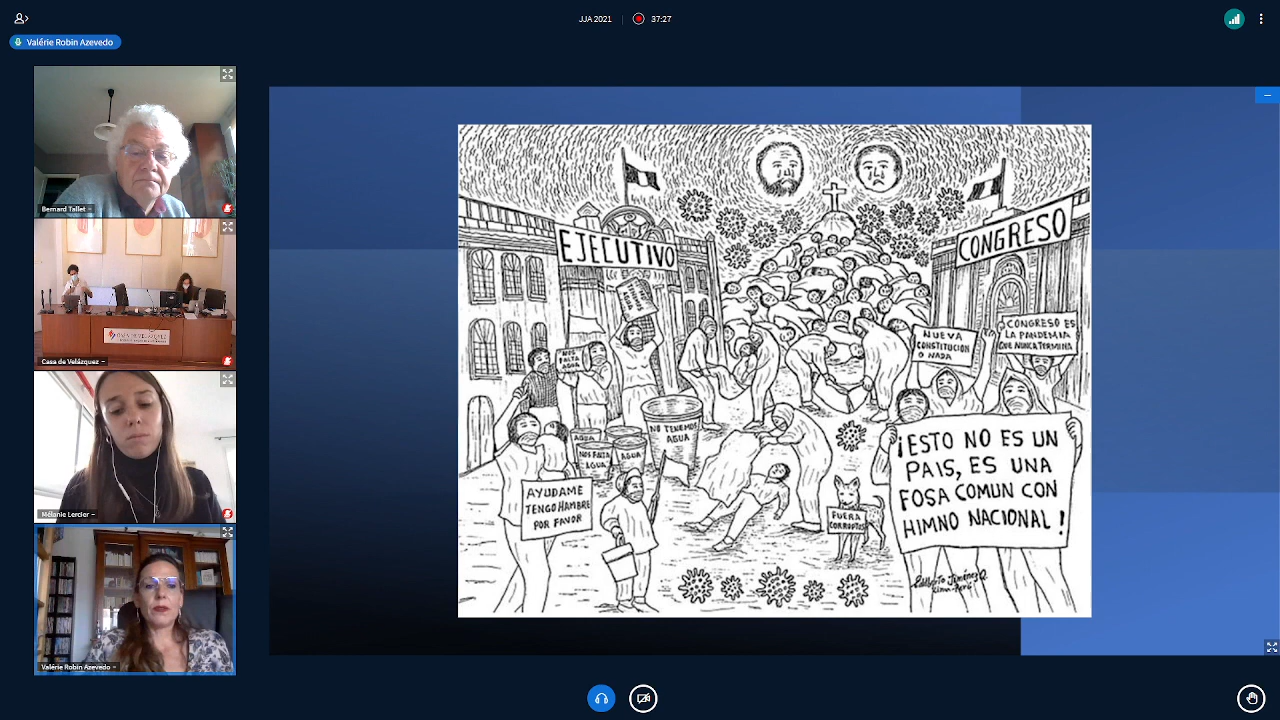 JJA 2021
37:27
Valérie Robin Azevedo
Bernard Tallet
Casa de Velázquez
Mélanie Lercier
Valérie Robin Azevedo
EJECUTIVO
CONGRESO
NOS
FALTA
AGUA
NUEVA
CONSTITUCION
O NADA
¡CONGRESO ES
LA PANDEMIA
QUE NUNCA TERMINA
AGUA
NOS FALTA
AGUA
AGUA
NO TENEMOS
AGUA
AYUDAME
TENGO HAMBRE
POR FAVOR
FUERA
CORRUPTOS
¡ESTO NO ES UN
PAIS, ES UNA
FOSA COMUN CON
HIMNO NACIONAL!